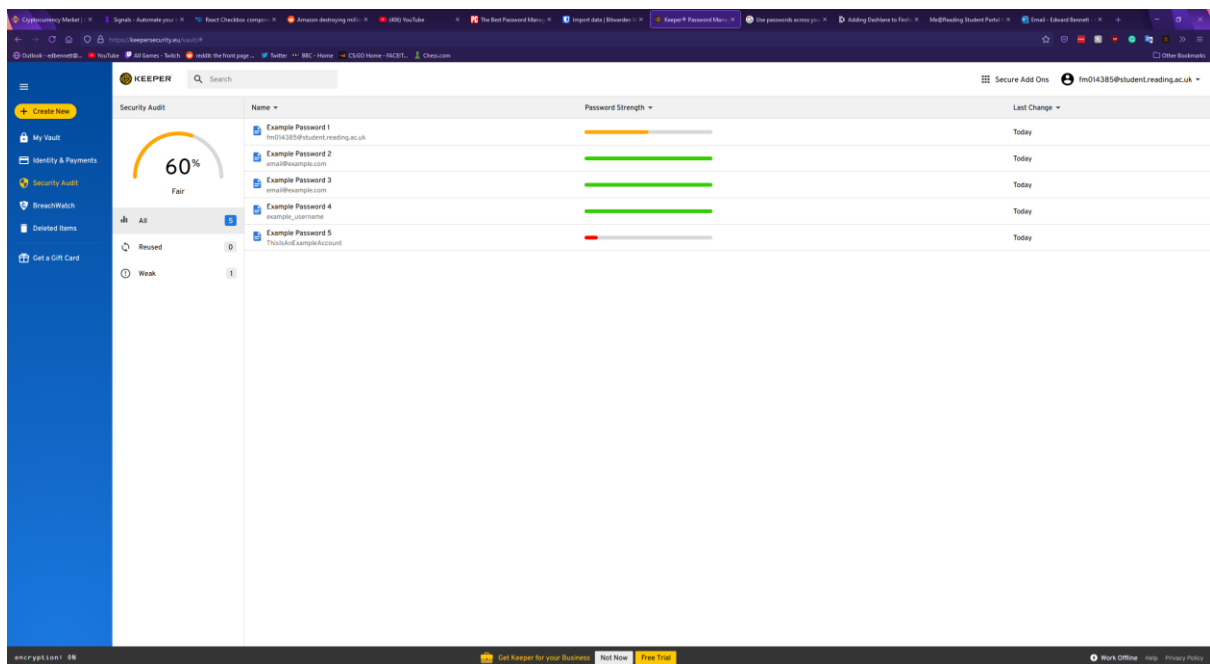 Cryptocurrency Market |
Signals - Automate your
React Checkbox compon
Amazon destroying millio
(406) YouTube
The Best Password Manag
Import data | Bitwarden
Keeper® Password Mana
Use passwords across you
Adding Dashlane to Firefo
Me@Reading Student Portal
Email - Edward Bennett -
https://keepersecurity.eu/vault/#
Outlook - edbennett@...
YouTube
All Games - Twitch
reddit: the front page...
Twitter
BBC - Home
CS:GO Home - FACEIT...
Chess.com
Other Bookmarks
KEEPER
Search
Secure Add Ons
fm014385@student.reading.ac.uk
+ Create New
My Vault
Identity & Payments
Security Audit
BreachWatch
Deleted Items
Get a Gift Card
Security Audit
60%
Fair
All 5
Reused 0
Weak 1
Name Password Strength Last Change
Example Password 1
fm014385@student.reading.ac.uk
Today
Example Password 2
email@example.com
Today
Example Password 3
email@example.com
Today
Example Password 4
example_username
Today
Example Password 5
ThisIsAnExampleAccount
Today
encryption: ON
Get Keeper for your Business Not Now Free Trial
Work Offline Help Privacy Policy